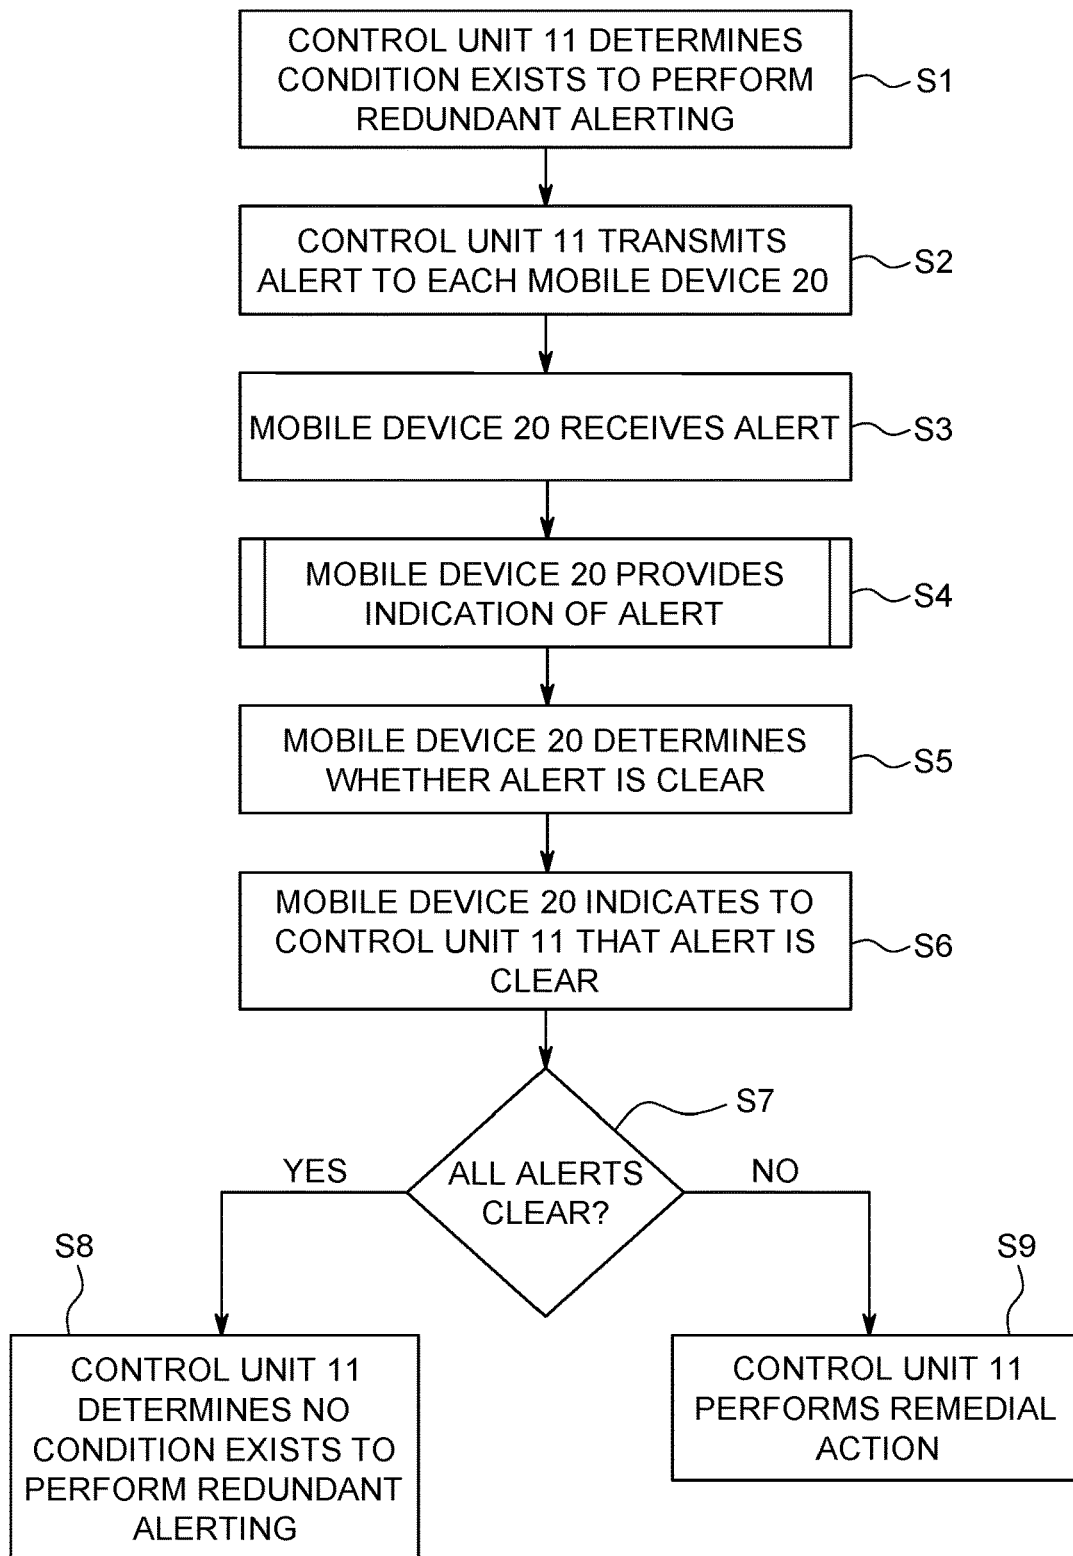 CONTROL UNIT 11 DETERMINES
CONDITION EXISTS TO PERFORM
REDUNDANT ALERTING
S1
CONTROL UNIT 11 TRANSMITS
ALERT TO EACH MOBILE DEVICE 20
S2
MOBILE DEVICE 20 RECEIVES ALERT
S3
MOBILE DEVICE 20 PROVIDES
INDICATION OF ALERT
S4
MOBILE DEVICE 20 DETERMINES
WHETHER ALERT IS CLEAR
S5
MOBILE DEVICE 20 INDICATES TO
CONTROL UNIT 11 THAT ALERT IS
CLEAR
S6
S7
YES
ALL ALERTS
CLEAR?
NO
S8
S9
CONTROL UNIT 11
DETERMINES NO
CONDITION EXISTS TO
PERFORM REDUNDANT
ALERTING
CONTROL UNIT 11
PERFORMS REMEDIAL
ACTION